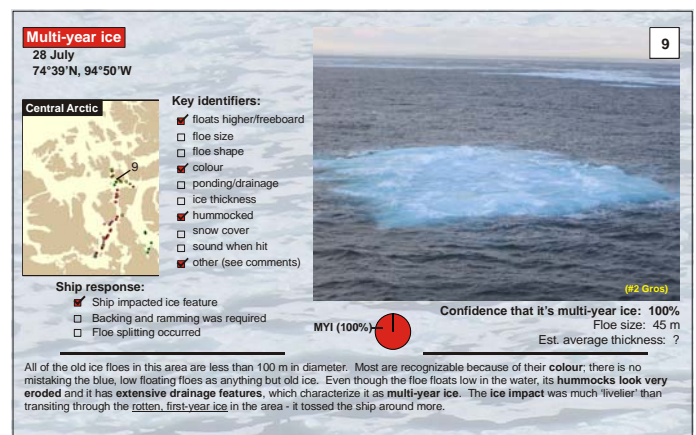 Multi-year ice
28 July
74°39'N, 94°50'W
9
Central Arctic
9
Key identifiers:
floats higher/freeboard
floe size
floe shape
colour
ponding/drainage
ice thickness
hummocked
snow cover
sound when hit
other (see comments)
(#2 Gros)
Ship response:
Ship impacted ice feature
Backing and ramming was required
Floe splitting occurred
MYI (100%)
Confidence that it's multi-year ice: 100%
Floe size: 45 m
Est. average thickness: ?
All of the old ice floes in this area are less than 100 m in diameter. Most are recognizable because of their colour; there is no
mistaking the blue, low floating floes as anything but old ice. Even though the floe floats low in the water, its hummocks look very
eroded and it has extensive drainage features, which characterize it as multi-year ice. The ice impact was much 'livelier' than
transiting through the rotten, first-year ice in the area - it tossed the ship around more.